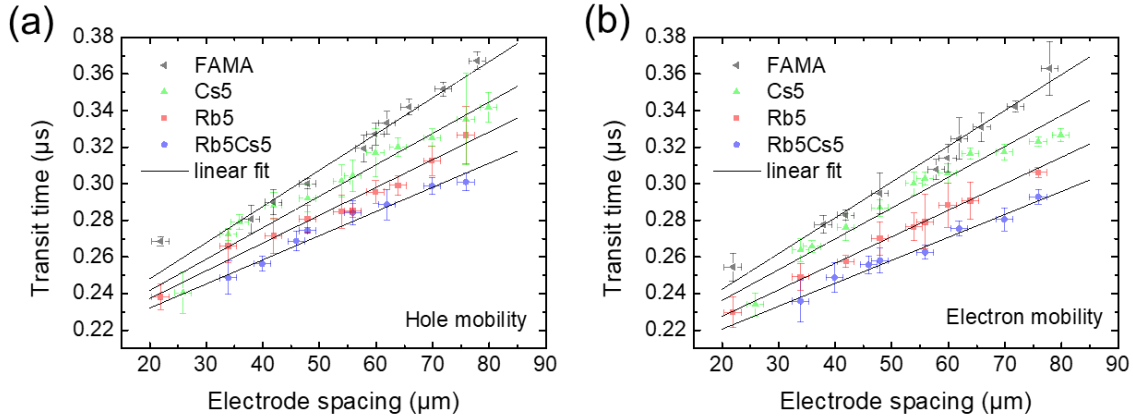 (a)
0.38
0.36
0.34
0.32
0.30
0.28
0.26
0.24
0.22
Transit time (µs)
FAMA
Cs5
Rb5
Rb5Cs5
linear fit
Hole mobility
20 30 40 50 60 70 80 90
Electrode spacing (µm)
(b)
0.38
0.36
0.34
0.32
0.30
0.28
0.26
0.24
0.22
Transit time (µs)
FAMA
Cs5
Rb5
Rb5Cs5
linear fit
Electron mobility
20 30 40 50 60 70 80 90
Electrode spacing (µm)